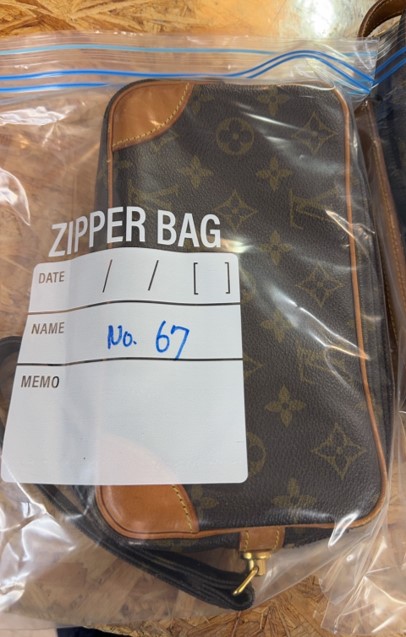 ZIPPER BAG
DATE / / [ ]
NAME No. 67
MEMO